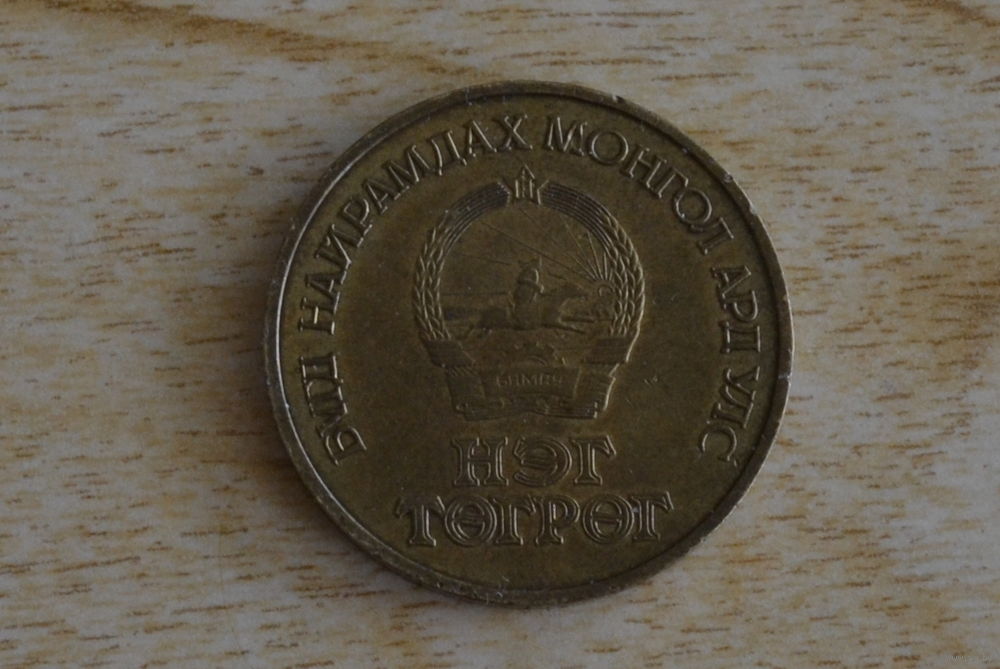 БҮГД НАЙРАМДАХ МОНГОЛ АРД УЛС
БНМАУ
НЭГ
ТӨГРӨГ